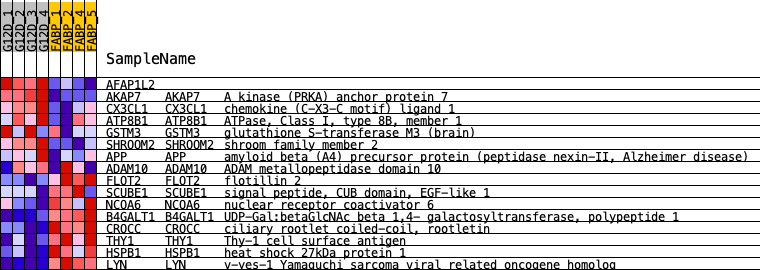 G12D_1 G12D_2 G12D_3 G12D_4 FABP_1 FABP_2 FABP_4 FABP_5
SampleName
AFAP1L2
AKAP7 AKAP7 A kinase (PRKA) anchor protein 7
CX3CL1 CX3CL1 chemokine (C-X3-C motif) ligand 1
ATP8B1 ATP8B1 ATPase, Class I, type 8B, member 1
GSTM3 GSTM3 glutathione S-transferase M3 (brain)
SHROOM2 SHROOM2 shroom family member 2
APP APP amyloid beta (A4) precursor protein (peptidase nexin-II, Alzheimer disease)
ADAM10 ADAM10 ADAM metallopeptidase domain 10
FLOT2 FLOT2 flotillin 2
SCUBE1 SCUBE1 signal peptide, CUB domain, EGF-like 1
NCOA6 NCOA6 nuclear receptor coactivator 6
B4GALT1 B4GALT1 UDP-Gal:betaGlcNAc beta 1,4- galactosyltransferase, polypeptide 1
CROCC CROCC ciliary rootlet coiled-coil, rootletin
THY1 THY1 Thy-1 cell surface antigen
HSPB1 HSPB1 heat shock 27kDa protein 1
LYN LYN v-yes-1 Yamaguchi sarcoma viral related oncogene homolog